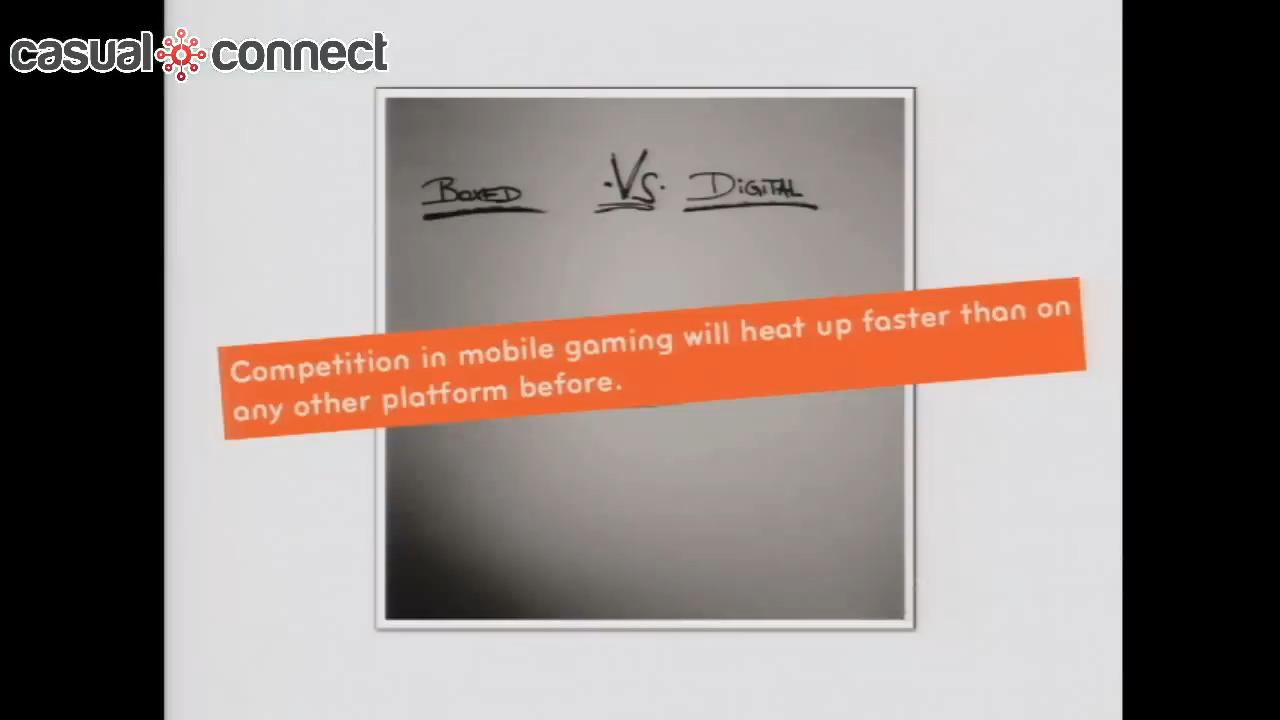 casual connect
BOXED .VS. DIGITAL
Competition in mobile gaming will heat up faster than on
any other platform before.